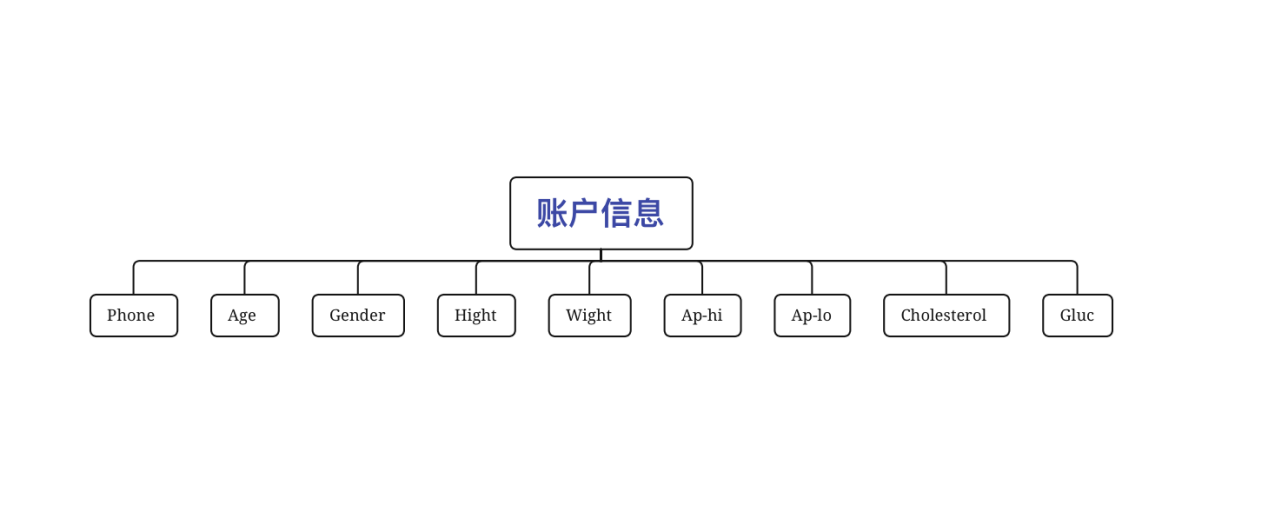 账户信息
Phone
Age
Gender
Hight
Wight
Ap-hi
Ap-lo
Cholesterol
Gluc